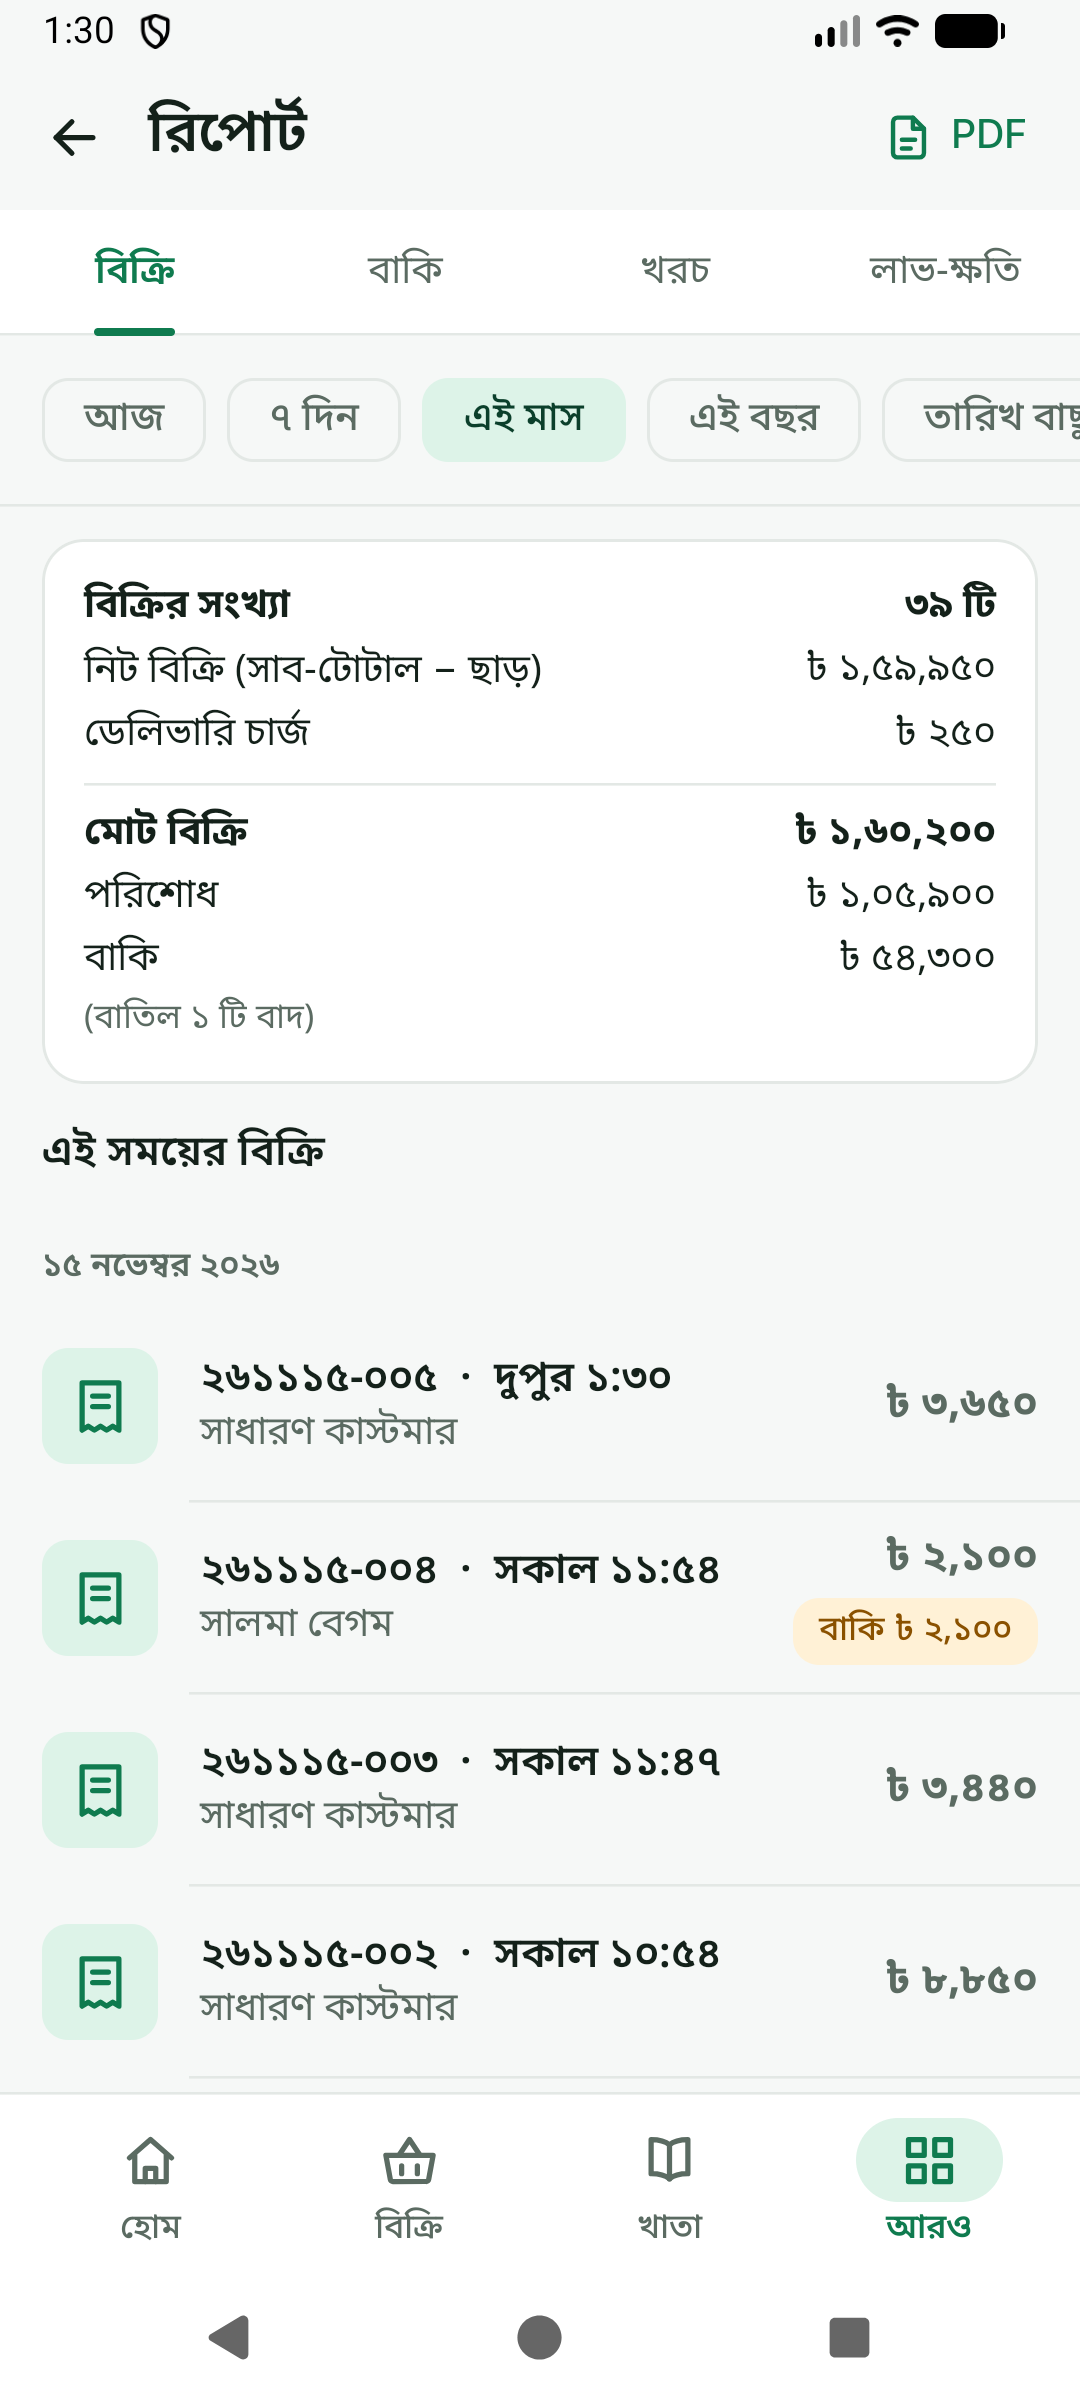 1:30
রিপোর্ট
PDF
বিক্রি
বাকি
খরচ
লাভ-ক্ষতি
আজ
৭ দিন
এই মাস
এই বছর
তারিখ
বিক্রির সংখ্যা ৩৯ টি
নিট বিক্রি (সাব-টোটাল – ছাড়) ৳ ১,৫৯,৯৫০
ডেলিভারি চার্জ ৳ ২৫০
মোট বিক্রি ৳ ১,৬০,২০০
পরিশোধ ৳ ১,০৫,৯০০
বাকি ৳ ৫৪,৩০০
(বাতিল ১ টি বাদ)
এই সময়ের বিক্রি
১৫ নভেম্বর ২০২৬
২৬১১১৫-০০৫ · দুপুর ১:৩০
সাধারণ কাস্টমার
৳ ৩,৬৫০
২৬১১১৫-০০৪ · সকাল ১১:৫৪
সালমা বেগম
৳ ২,১০০
বাকি ৳ ২,১০০
২৬১১১৫-০০৩ · সকাল ১১:৪৭
সাধারণ কাস্টমার
৳ ৩,৪৪০
২৬১১১৫-০০২ · সকাল ১০:৫৪
সাধারণ কাস্টমার
৳ ৮,৮৫০
হোম
বিক্রি
খাতা
আরও